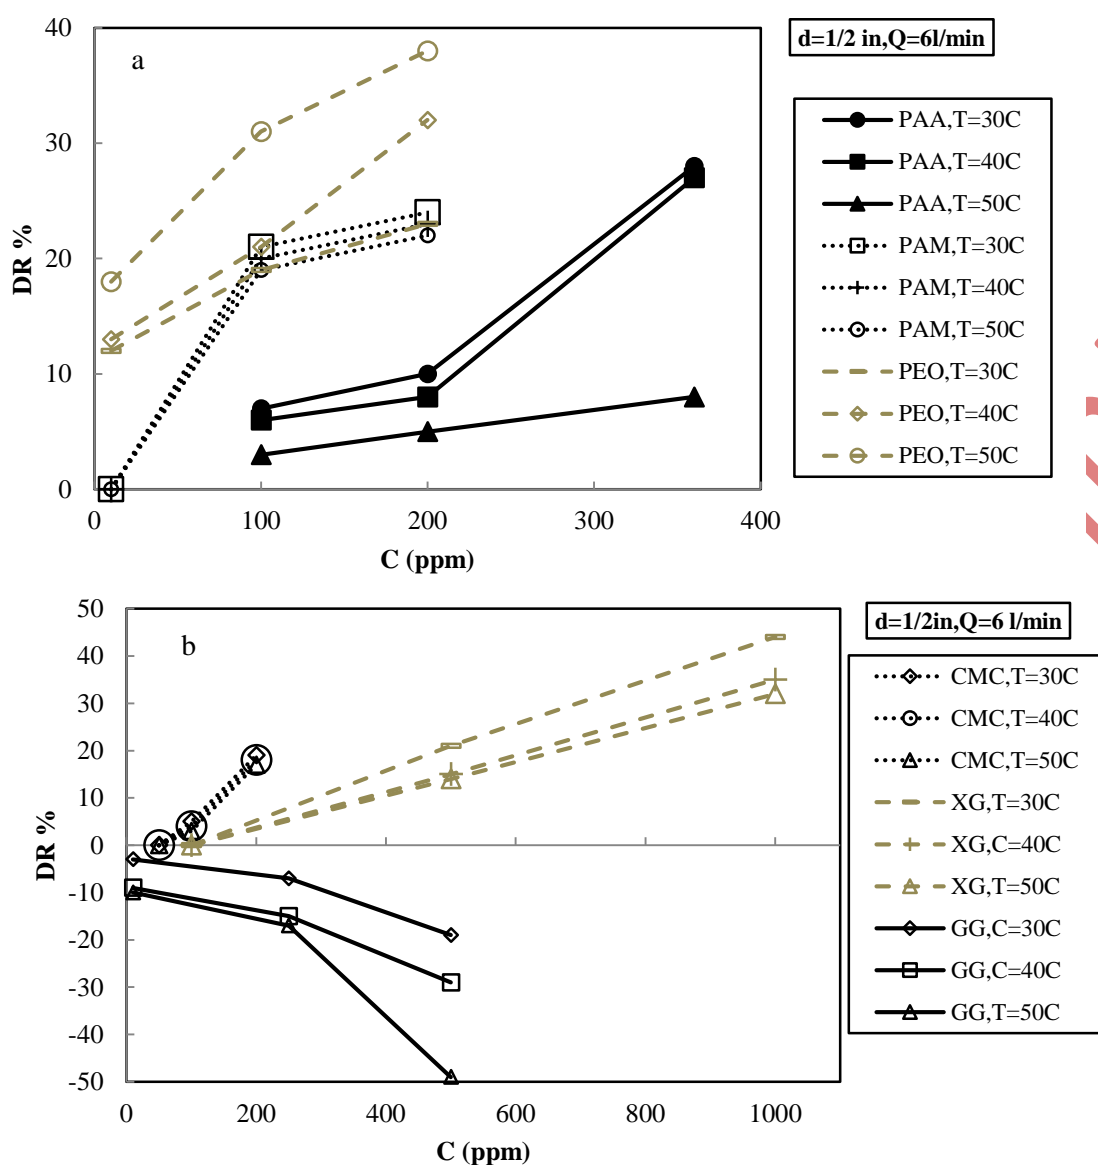 a
d=1/2 in,Q=6l/min
40
30
20
10
0
DR %
0 100 200 300 400
C (ppm)
PAA,T=30C
PAA,T=40C
PAA,T=50C
PAM,T=30C
PAM,T=40C
PAM,T=50C
PEO,T=30C
PEO,T=40C
PEO,T=50C
b
d=1/2in,Q=6 l/min
50
40
30
20
10
0
-10
-20
-30
-40
-50
DR %
0 200 400 600 800 1000
C (ppm)
CMC,T=30C
CMC,T=40C
CMC,T=50C
XG,T=30C
XG,C=40C
XG,T=50C
GG,C=30C
GG,C=40C
GG,T=50C